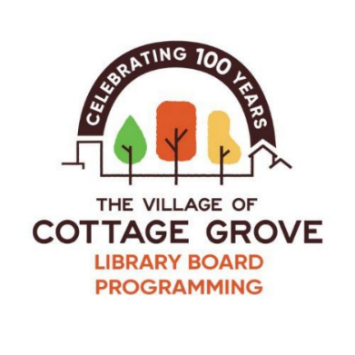 CELEBRATING 100 YEARS
THE VILLAGE OF
COTTAGE GROVE
LIBRARY BOARD
PROGRAMMING